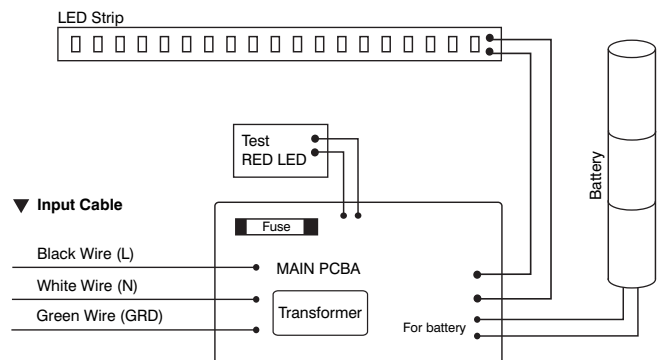 LED Strip
Test
RED LED
Battery
▼ Input Cable
Fuse
Black Wire (L)
MAIN PCBA
White Wire (N)
Transformer
Green Wire (GRD)
For battery